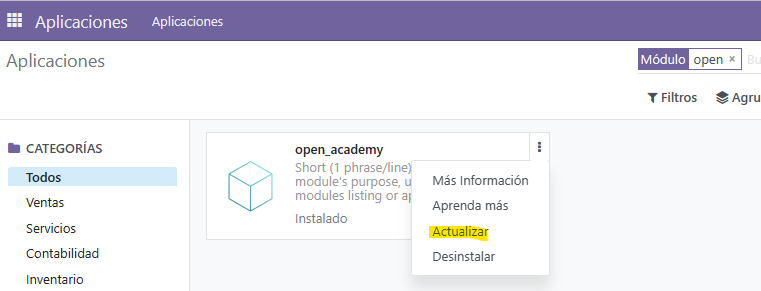 Aplicaciones Aplicaciones
Aplicaciones
Módulo open ×
Filtros Agru
CATEGORÍAS
Todos
Ventas
Servicios
Contabilidad
Inventario
open_academy
Short (1 phrase/line)
module's purpose, u
modules listing or ap
Instalado
Más Información
Aprenda más
Actualizar
Desinstalar